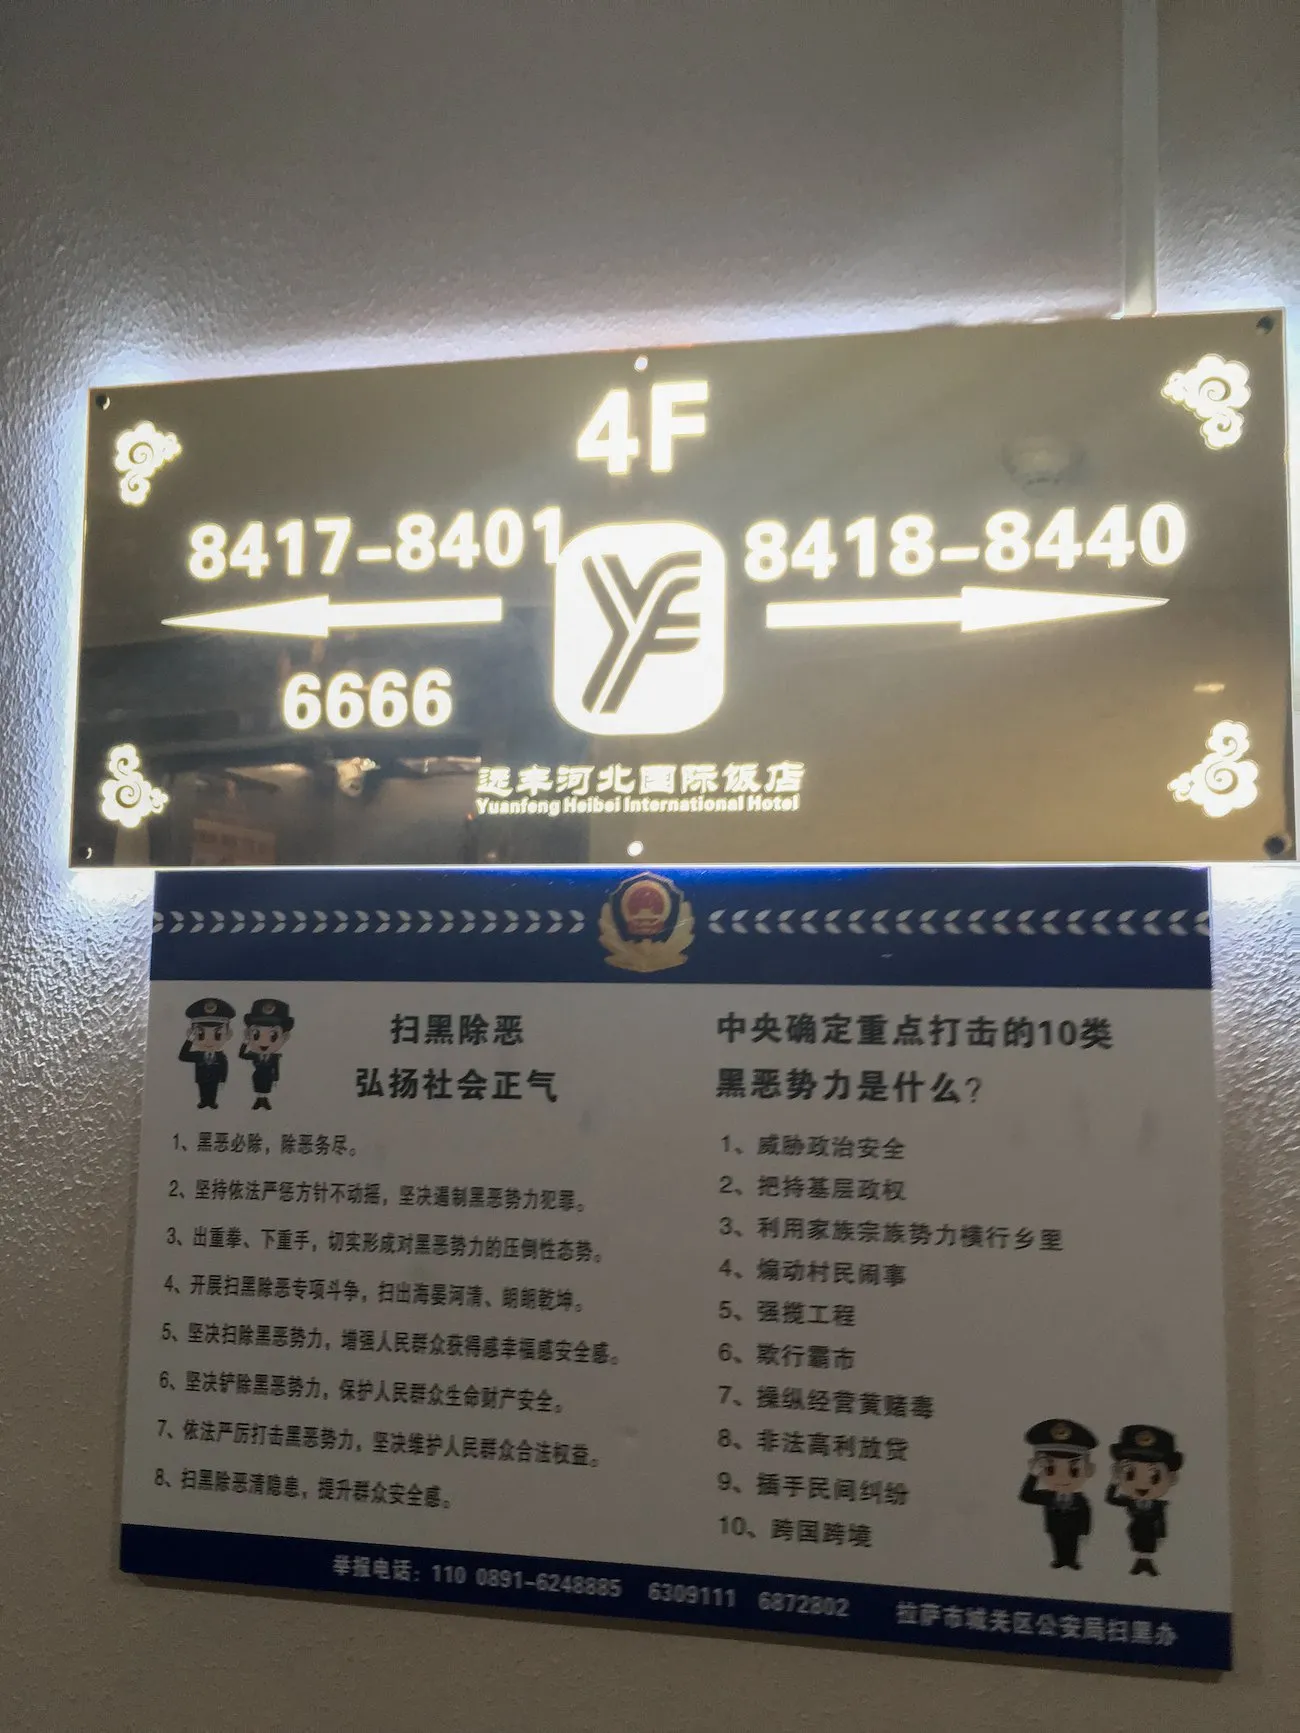 4F
8417-8401
8418-8440
6666
YF
远丰河北国际饭店
Yuanfeng Heibei International Hotel
扫黑除恶
弘扬社会正气
1、黑恶必除，除恶务尽。
2、坚持依法严惩方针不动摇，坚决遏制黑恶势力犯罪。
3、出重拳、下重手，切实形成对黑恶势力的压倒性态势。
4、开展扫黑除恶专项斗争，扫出海晏河清、朗朗乾坤。
5、坚决扫除黑恶势力，增强人民群众获得感幸福感安全感。
6、坚决铲除黑恶势力，保护人民群众生命财产安全。
7、依法严厉打击黑恶势力，坚决维护人民群众合法权益。
8、扫黑除恶清隐患，提升群众安全感。
中央确定重点打击的10类
黑恶势力是什么?
1、威胁政治安全
2、把持基层政权
3、利用家族宗族势力横行乡里
4、煽动村民闹事
5、强揽工程
6、欺行霸市
7、操纵经营黄赌毒
8、非法高利放贷
9、插手民间纠纷
10、跨国跨境
举报电话：110 0891-6248885 6309111 6872802 拉萨市城关区公安局扫黑办